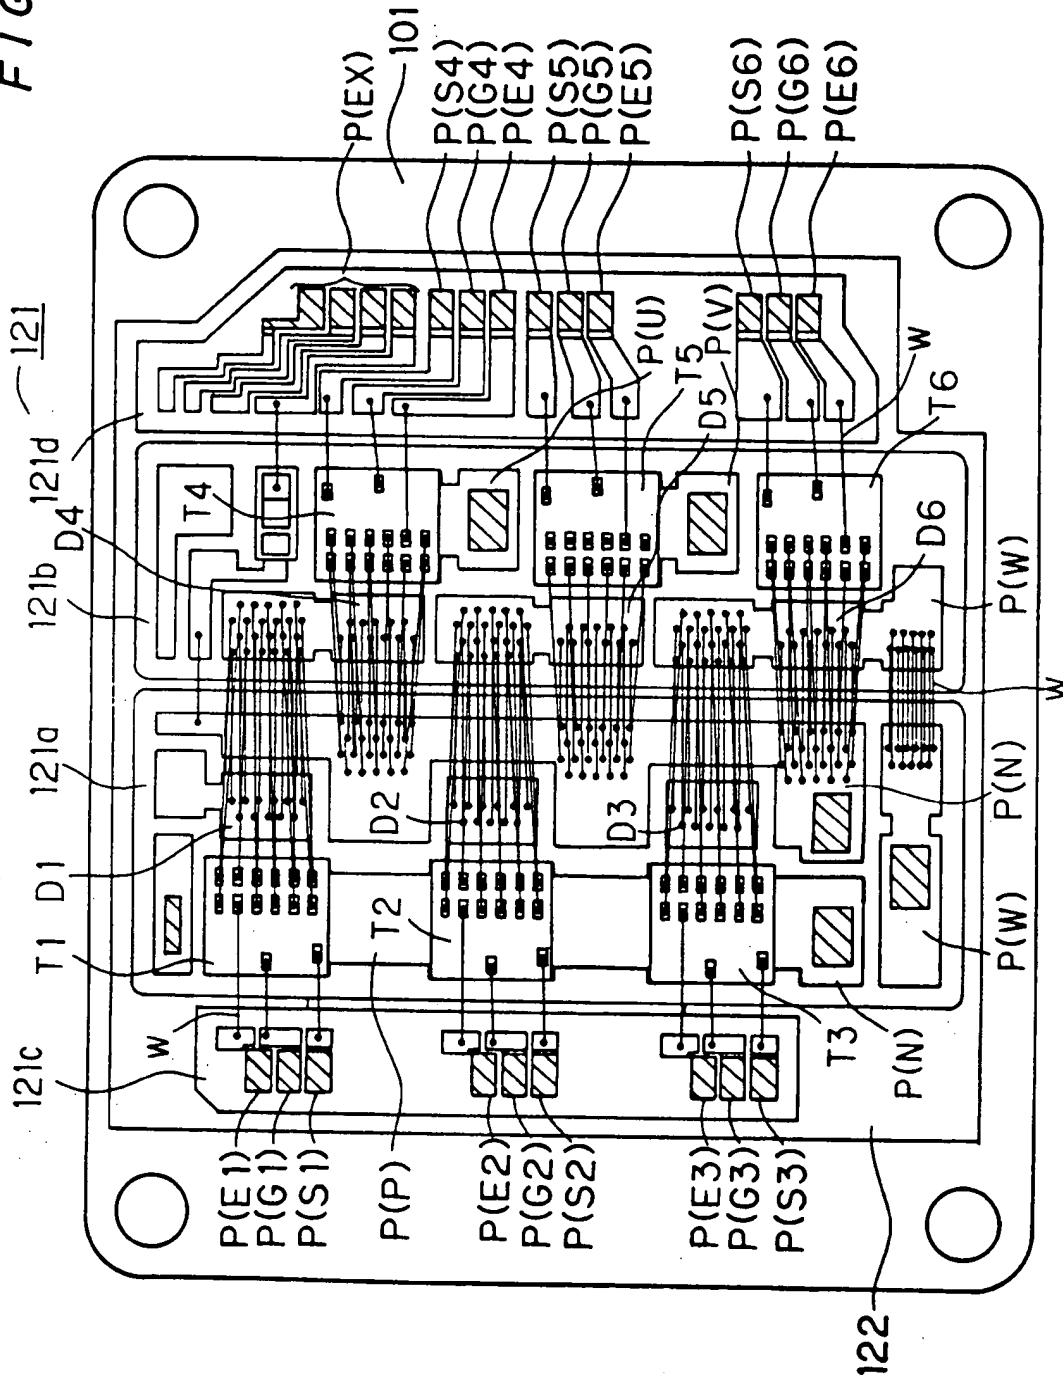 FIG
121
101
P(EX)
P(S4)
P(G4)
P(E4)
P(S5)
P(G5)
P(E5)
P(S6)
P(G6)
P(E6)
121d
121b
D4
T4
P(U)
T5
P(V)
D5
W
T6
D6
P(W)
W
121a
D1
T1
D2
T2
D3
P(N)
P(W)
T3
P(N)
121c
W
P(E1)
P(G1)
P(S1)
P(P)
P(E2)
P(G2)
P(S2)
P(E3)
P(G3)
P(S3)
122